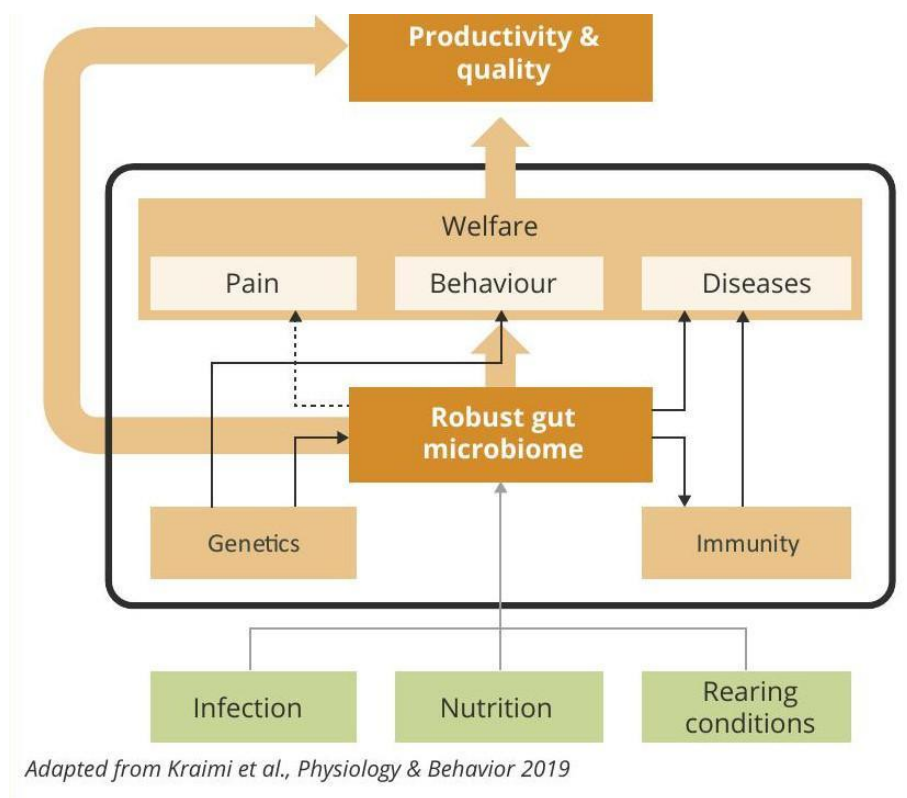 Productivity &
quality
Welfare
Pain
Behaviour
Diseases
Robust gut
microbiome
Genetics
Immunity
Infection
Nutrition
Rearing
conditions
Adapted from Kraimi et al., Physiology & Behavior 2019